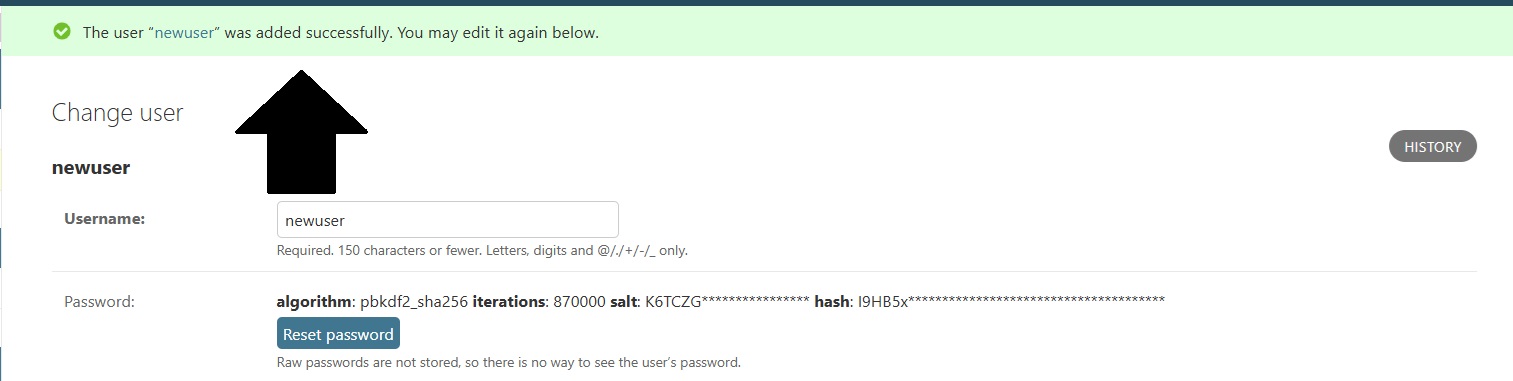 The user “newuser” was added successfully. You may edit it again below.
Change user
HISTORY
newuser
Username:
newuser
Required. 150 characters or fewer. Letters, digits and @/./+/-/_ only.
Password:
algorithm: pbkdf2_sha256 iterations: 870000 salt: K6TCZG**************** hash: I9HB5x**************************************
Reset password
Raw passwords are not stored, so there is no way to see the user’s password.